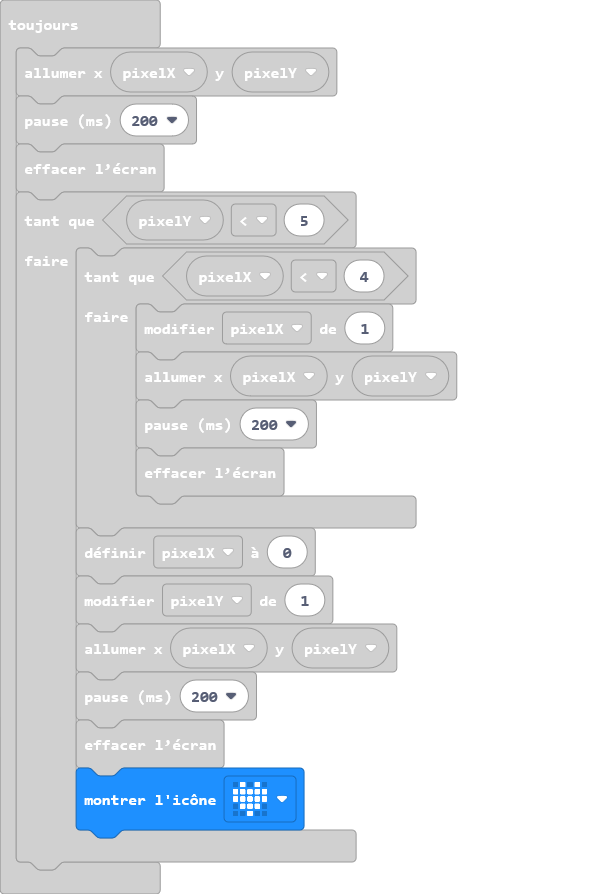 toujours
allumer x pixelX y pixelY
pause (ms) 200
effacer l’écran
tant que pixelY < 5
faire
tant que pixelX < 4
faire
modifier pixelX de 1
allumer x pixelX y pixelY
pause (ms) 200
effacer l’écran
définir pixelX à 0
modifier pixelY de 1
allumer x pixelX y pixelY
pause (ms) 200
effacer l’écran
montrer l'icône